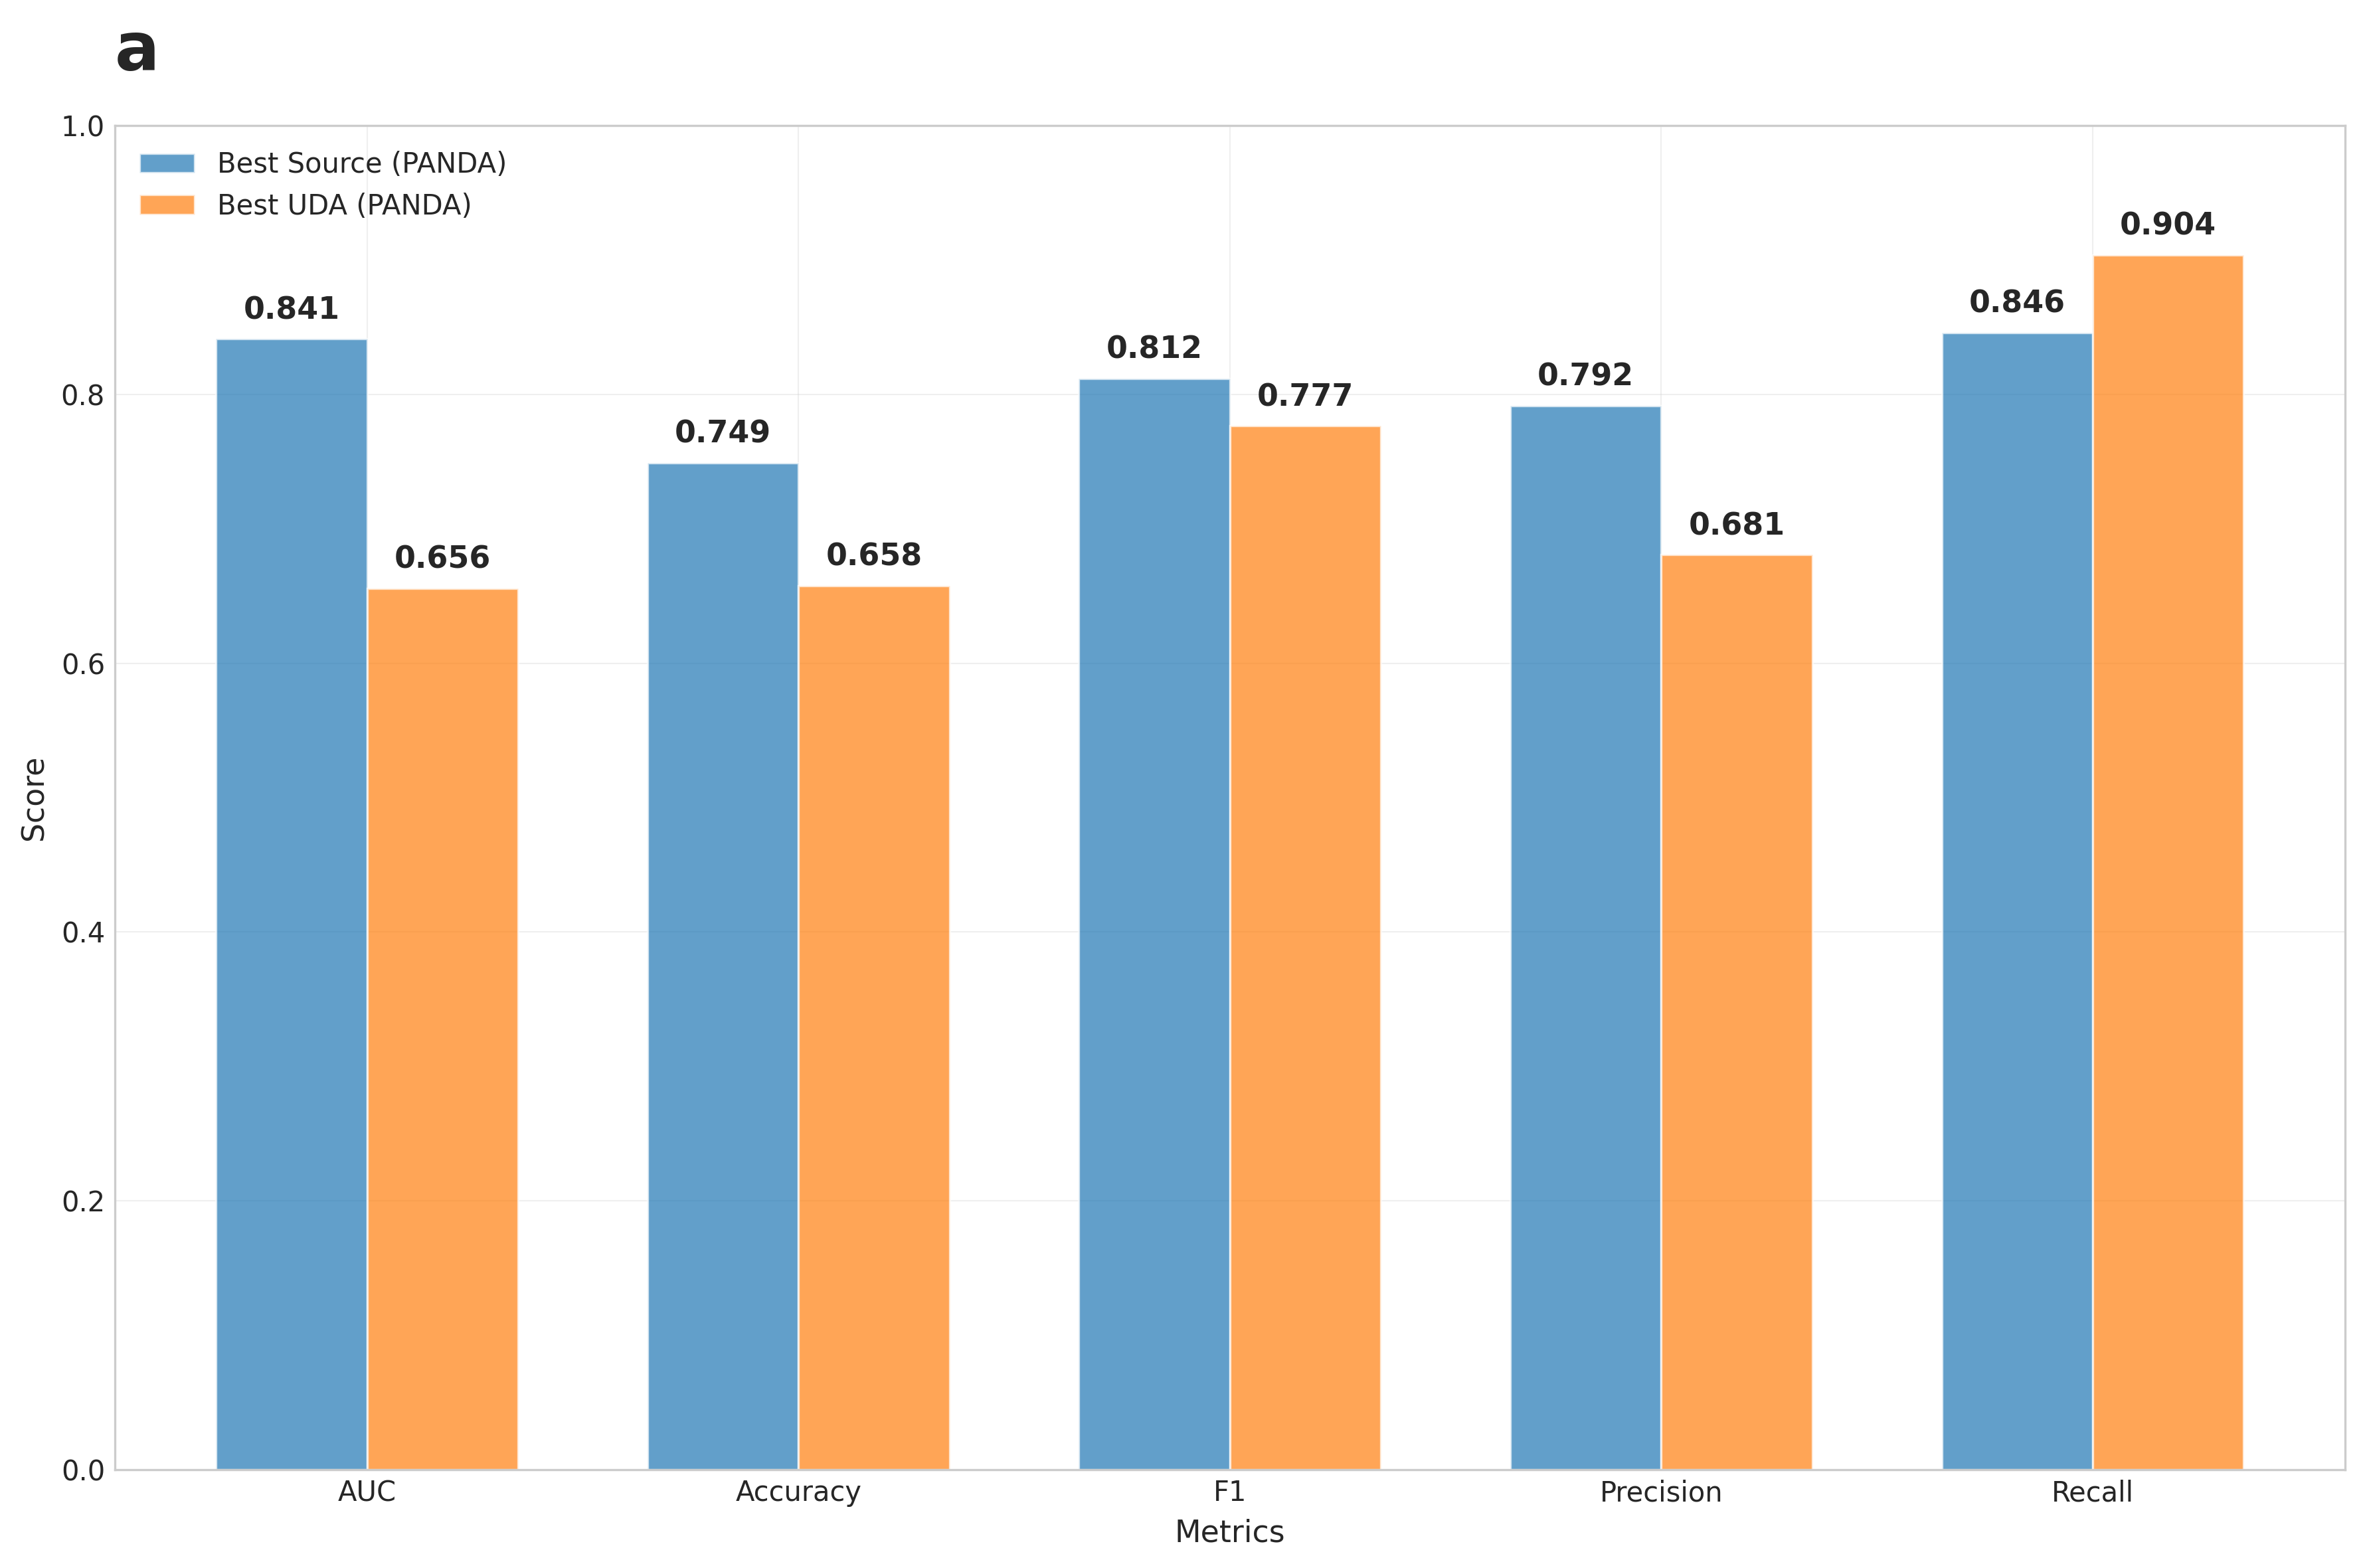 a
1.0
Best Source (PANDA)
Best UDA (PANDA)
0.904
0.841
0.846
0.812
0.792
0.777
0.8
0.749
0.681
0.656
0.658
0.6
Score
0.4
0.2
0.0
AUC Accuracy F1 Precision Recall
Metrics